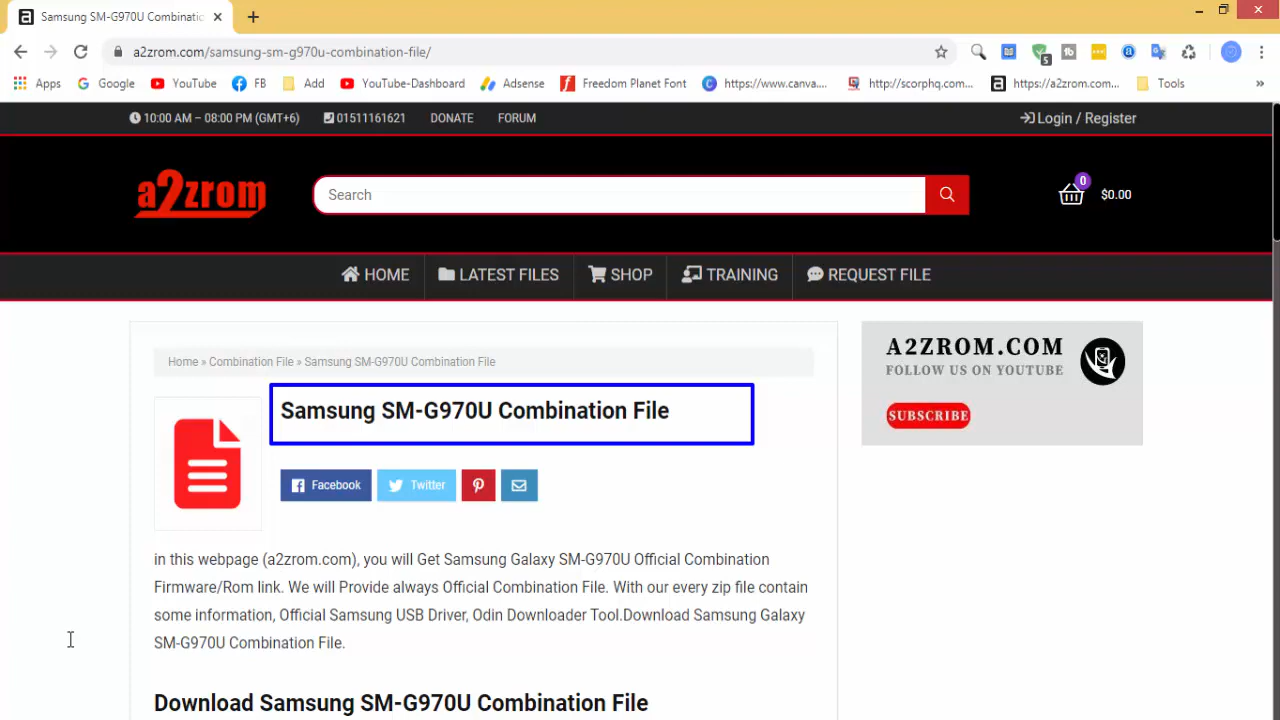 Samsung SM-G970U Combinatio
a2zrom.com/samsung-sm-g970u-combination-file/
5
Apps Google YouTube FB Add YouTube-Dashboard Adsense Freedom Planet Font https://www.canva.... http://scorphq.com... https://a2zrom.com... Tools »
10:00 AM – 08:00 PM (GMT+6) 01511161621 DONATE FORUM Login / Register
a2zrom Search 0 $0.00
HOME LATEST FILES SHOP TRAINING REQUEST FILE
Home » Combination File » Samsung SM-G970U Combination File
Samsung SM-G970U Combination File
Facebook Twitter
in this webpage (a2zrom.com), you will Get Samsung Galaxy SM-G970U Official Combination
Firmware/Rom link. We will Provide always Official Combination File. With our every zip file contain
some information, Official Samsung USB Driver, Odin Downloader Tool.Download Samsung Galaxy
SM-G970U Combination File.
Download Samsung SM-G970U Combination File
A2ZROM.COM
FOLLOW US ON YOUTUBE
SUBSCRIBE